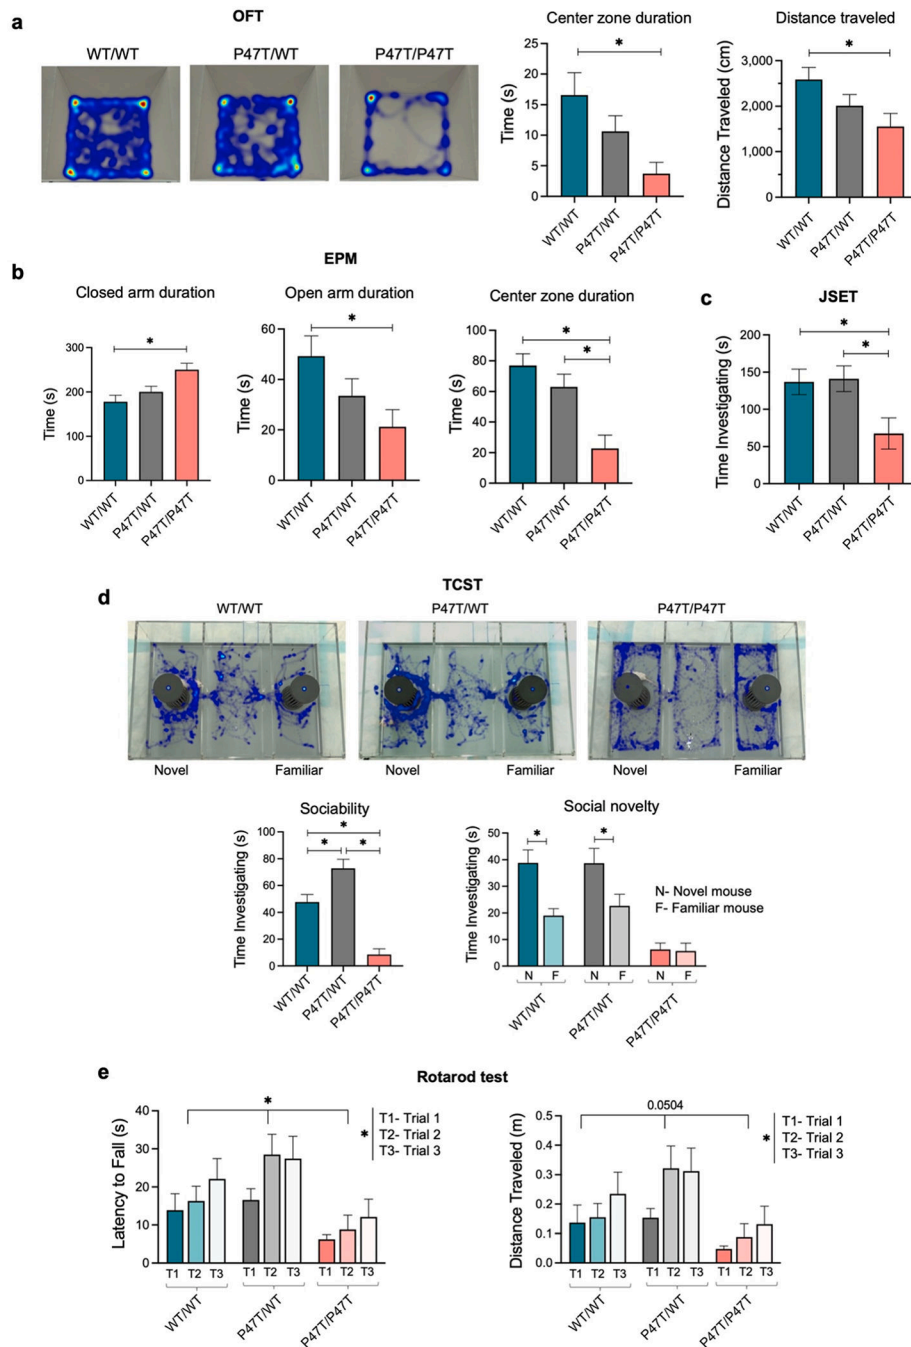 a
OFT
WT/WT
P47T/WT
P47T/P47T
Center zone duration
Time (s)
25
20
15
10
5
0
*
WT/WT
P47T/WT
P47T/P47T
Distance traveled
Distance Traveled (cm)
3,000
2,000
1,000
0
*
WT/WT
P47T/WT
P47T/P47T
b
EPM
Closed arm duration
Time (s)
300
200
100
0
*
WT/WT
P47T/WT
P47T/P47T
Open arm duration
Time (s)
60
40
20
0
*
WT/WT
P47T/WT
P47T/P47T
Center zone duration
Time (s)
100
80
60
40
20
0
*
*
WT/WT
P47T/WT
P47T/P47T
c
JSET
Time Investigating (s)
150
200
100
50
0
*
*
WT/WT
P47T/WT
P47T/P47T
d
TCST
WT/WT
P47T/WT
P47T/P47T
Novel
Familiar
Novel
Familiar
Novel
Familiar
Sociability
Time Investigating (s)
100
80
60
40
20
0
*
*
*
WT/WT
P47T/WT
P47T/P47T
Social novelty
Time Investigating (s)
50
40
30
20
10
0
*
*
N- Novel mouse
F- Familiar mouse
N F
N F
N F
WT/WT
P47T/WT
P47T/P47T
e
Rotarod test
Latency to Fall (s)
40
30
20
10
0
*
*
T1- Trial 1
T2- Trial 2
T3- Trial 3
T1 T2 T3
T1 T2 T3
T1 T2 T3
WT/WT
P47T/WT
P47T/P47T
Distance Traveled (m)
0.5
0.4
0.3
0.2
0.1
0.0
0.0504
*
T1- Trial 1
T2- Trial 2
T3- Trial 3
T1 T2 T3
T1 T2 T3
T1 T2 T3
WT/WT
P47T/WT
P47T/P47T